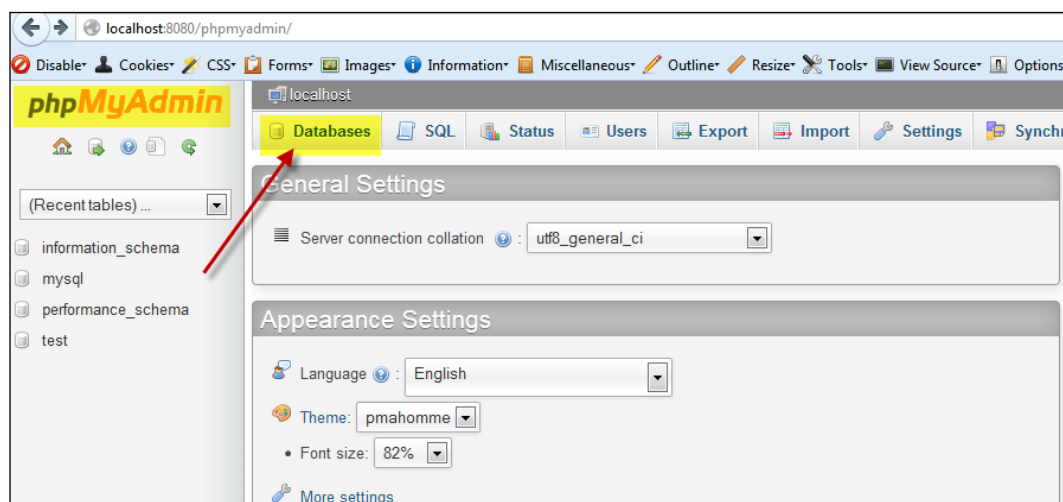 localhost:8080/phpmyadmin/
Disable Cookies CSS Forms Images Information Miscellaneous Outline Resize Tools View Source Options
phpMyAdmin
localhost
Databases SQL Status Users Export Import Settings Synchr
(Recent tables) ...
information_schema
mysql
performance_schema
test
General Settings
Server connection collation : utf8_general_ci
Appearance Settings
Language : English
Theme: pmahomme
• Font size: 82%
More settings